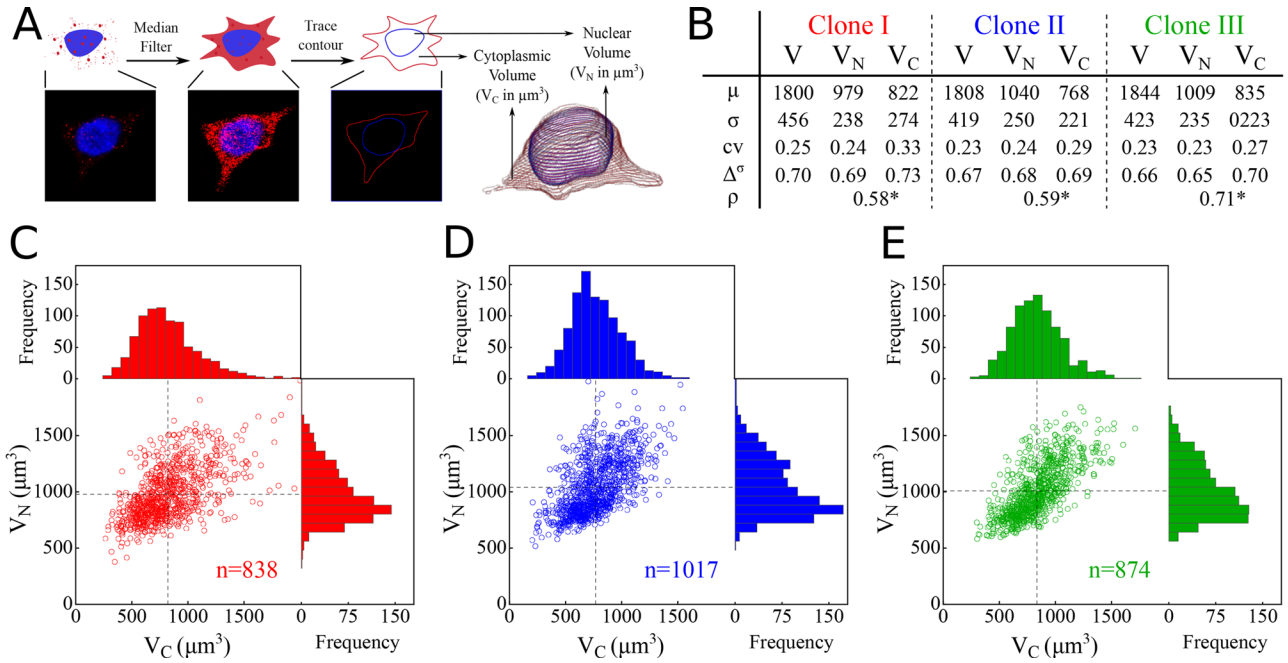 A
Median
Filter
Trace
contour
Cytoplasmic
Volume
(V_C in μm³)
Nuclear
Volume
(V_N in μm³)
B
Clone I Clone II Clone III
V V_N V_C V V_N V_C V V_N V_C
μ 1800 979 822 1808 1040 768 1844 1009 835
σ 456 238 274 419 250 221 423 235 0223
cv 0.25 0.24 0.33 0.23 0.24 0.29 0.23 0.23 0.27
Δ^σ 0.70 0.69 0.73 0.67 0.68 0.69 0.66 0.65 0.70
ρ 0.58* 0.59* 0.71*
C
Frequency
150
100
50
0
V_N (μm³)
1500
1000
500
0
n=838
0 500 1000 1500
V_C (μm³)
0 75 150
Frequency
D
Frequency
150
100
50
0
V_N (μm³)
1500
1000
500
0
n=1017
0 500 1000 1500
V_C (μm³)
0 75 150
Frequency
E
Frequency
150
100
50
0
V_N (μm³)
1500
1000
500
0
n=874
0 500 1000 1500
V_C (μm³)
0 75 150
Frequency